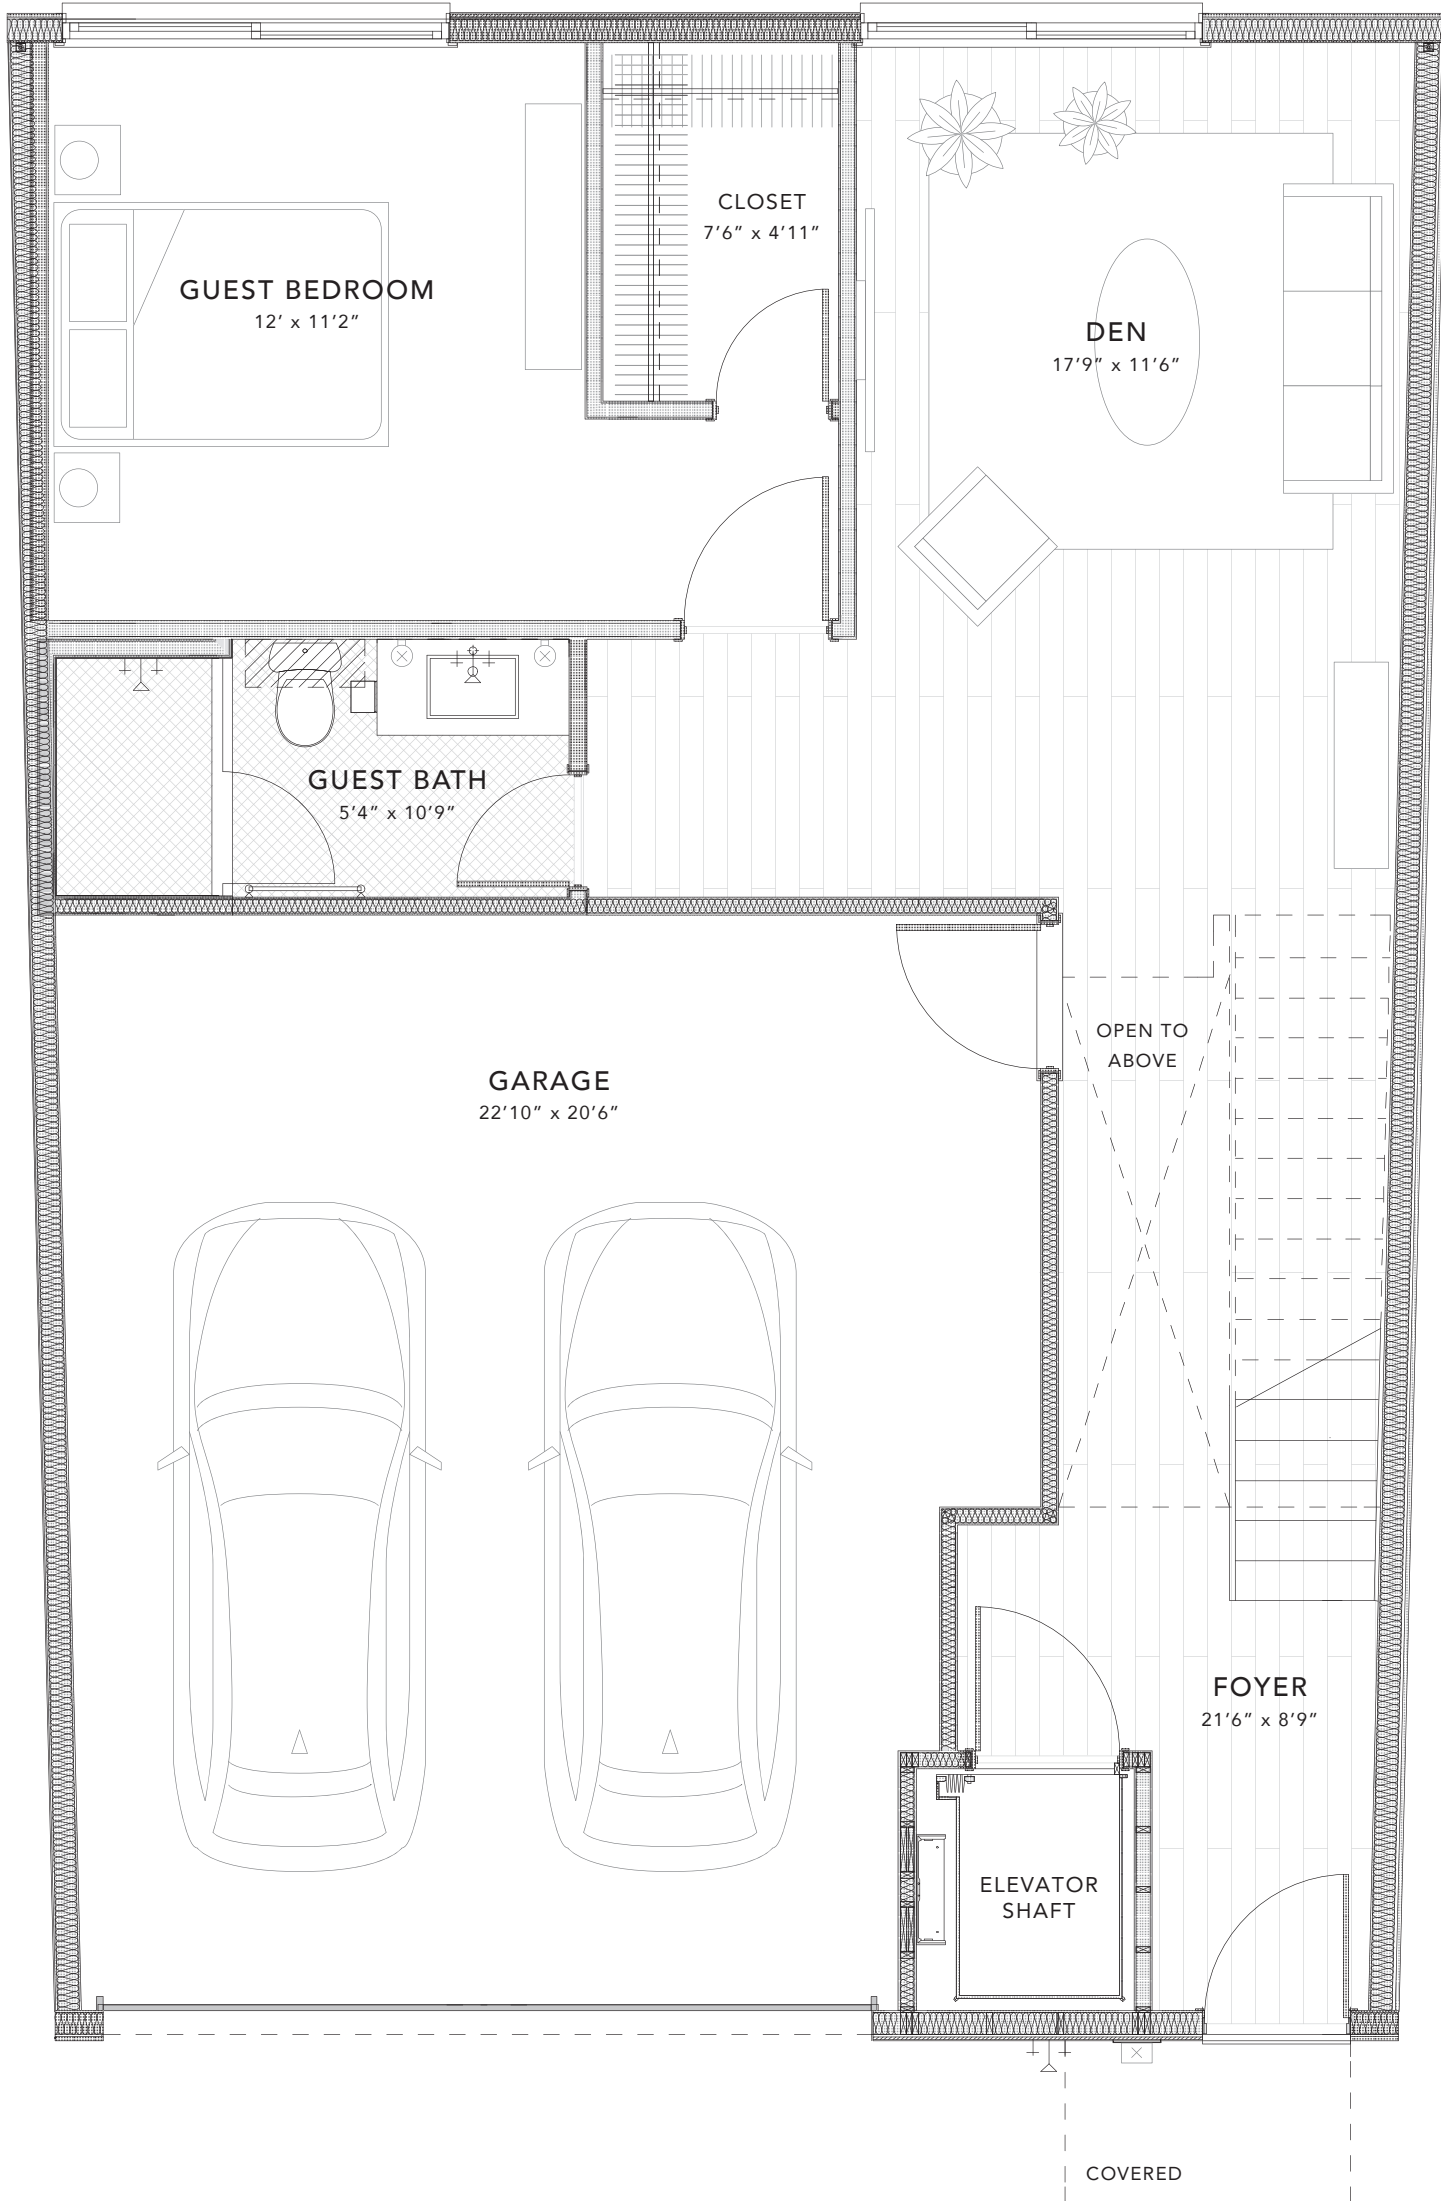 CLOSET
7’6” x 4’11”
GUEST BEDROOM
12’ x 11’2”
DEN
17’9” x 11’6”
GUEST BATH
5’4” x 10’9”
OPEN TO
ABOVE
GARAGE
22’10” x 20’6”
FOYER
21’6” x 8’9”
ELEVATOR
SHAFT
COVERED